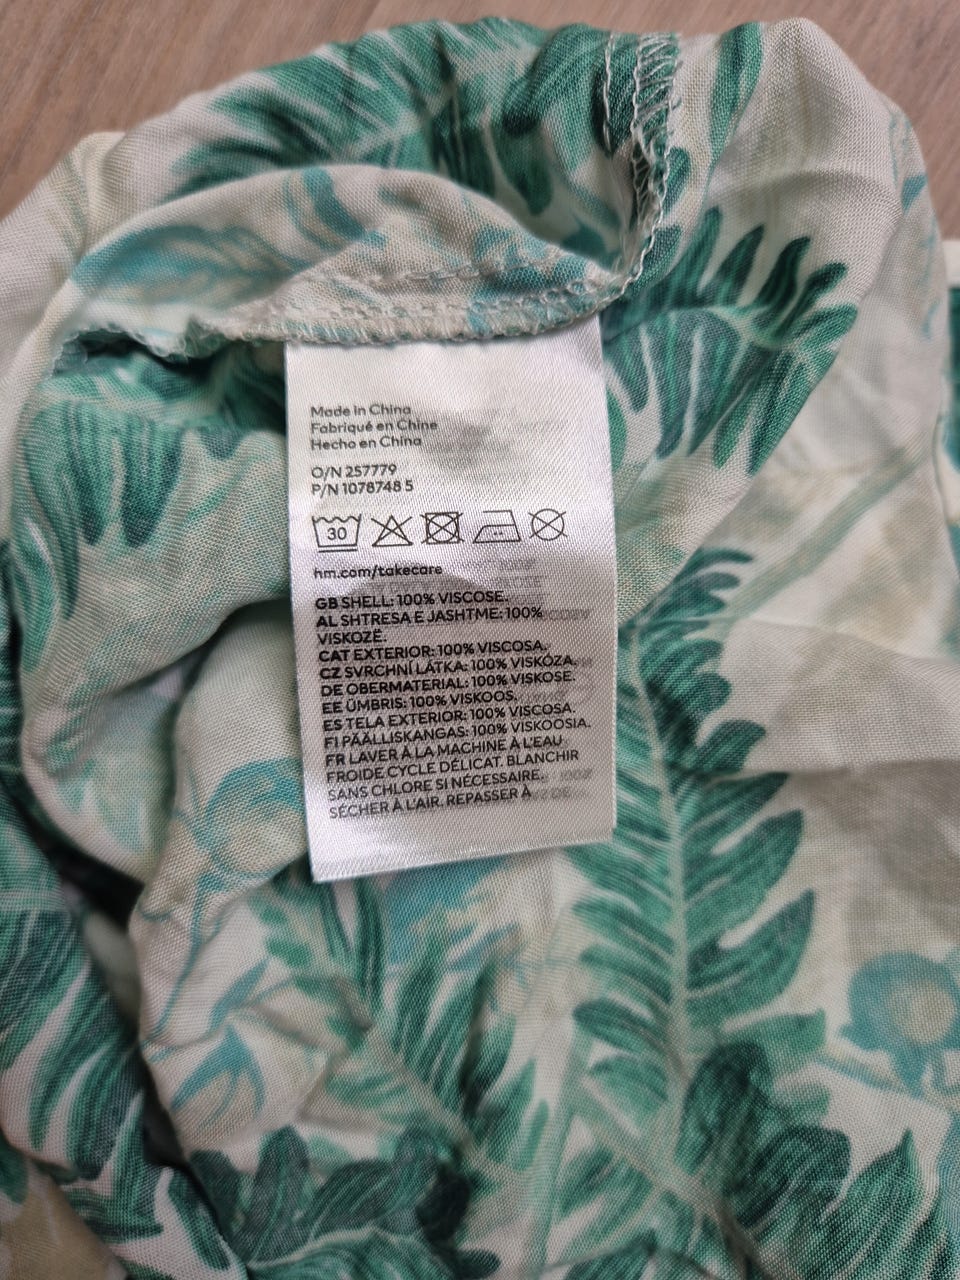 Made in China
Fabriqué en Chine
Hecho en China
O/N 257779
P/N 1078748 5
30
hm.com/takecare
GB SHELL: 100% VISCOSE.
AL SHTRESA E JASHTME: 100%
VISKOZË.
CAT EXTERIOR: 100% VISCOSA.
CZ SVRCHNÍ LÁTKA: 100% VISKÓZA.
DE OBERMATERIAL: 100% VISKOSE.
EE ÜMBRIS: 100% VISKOOS.
ES TELA EXTERIOR: 100% VISCOSA.
FI PÄÄLLISKANGAS: 100% VISKOOSIA.
FR LAVER À LA MACHINE À L'EAU
FROIDE CYCLE DÉLICAT. BLANCHIR
SANS CHLORE SI NÉCESSAIRE.
SÉCHER À L'AIR. REPASSER À